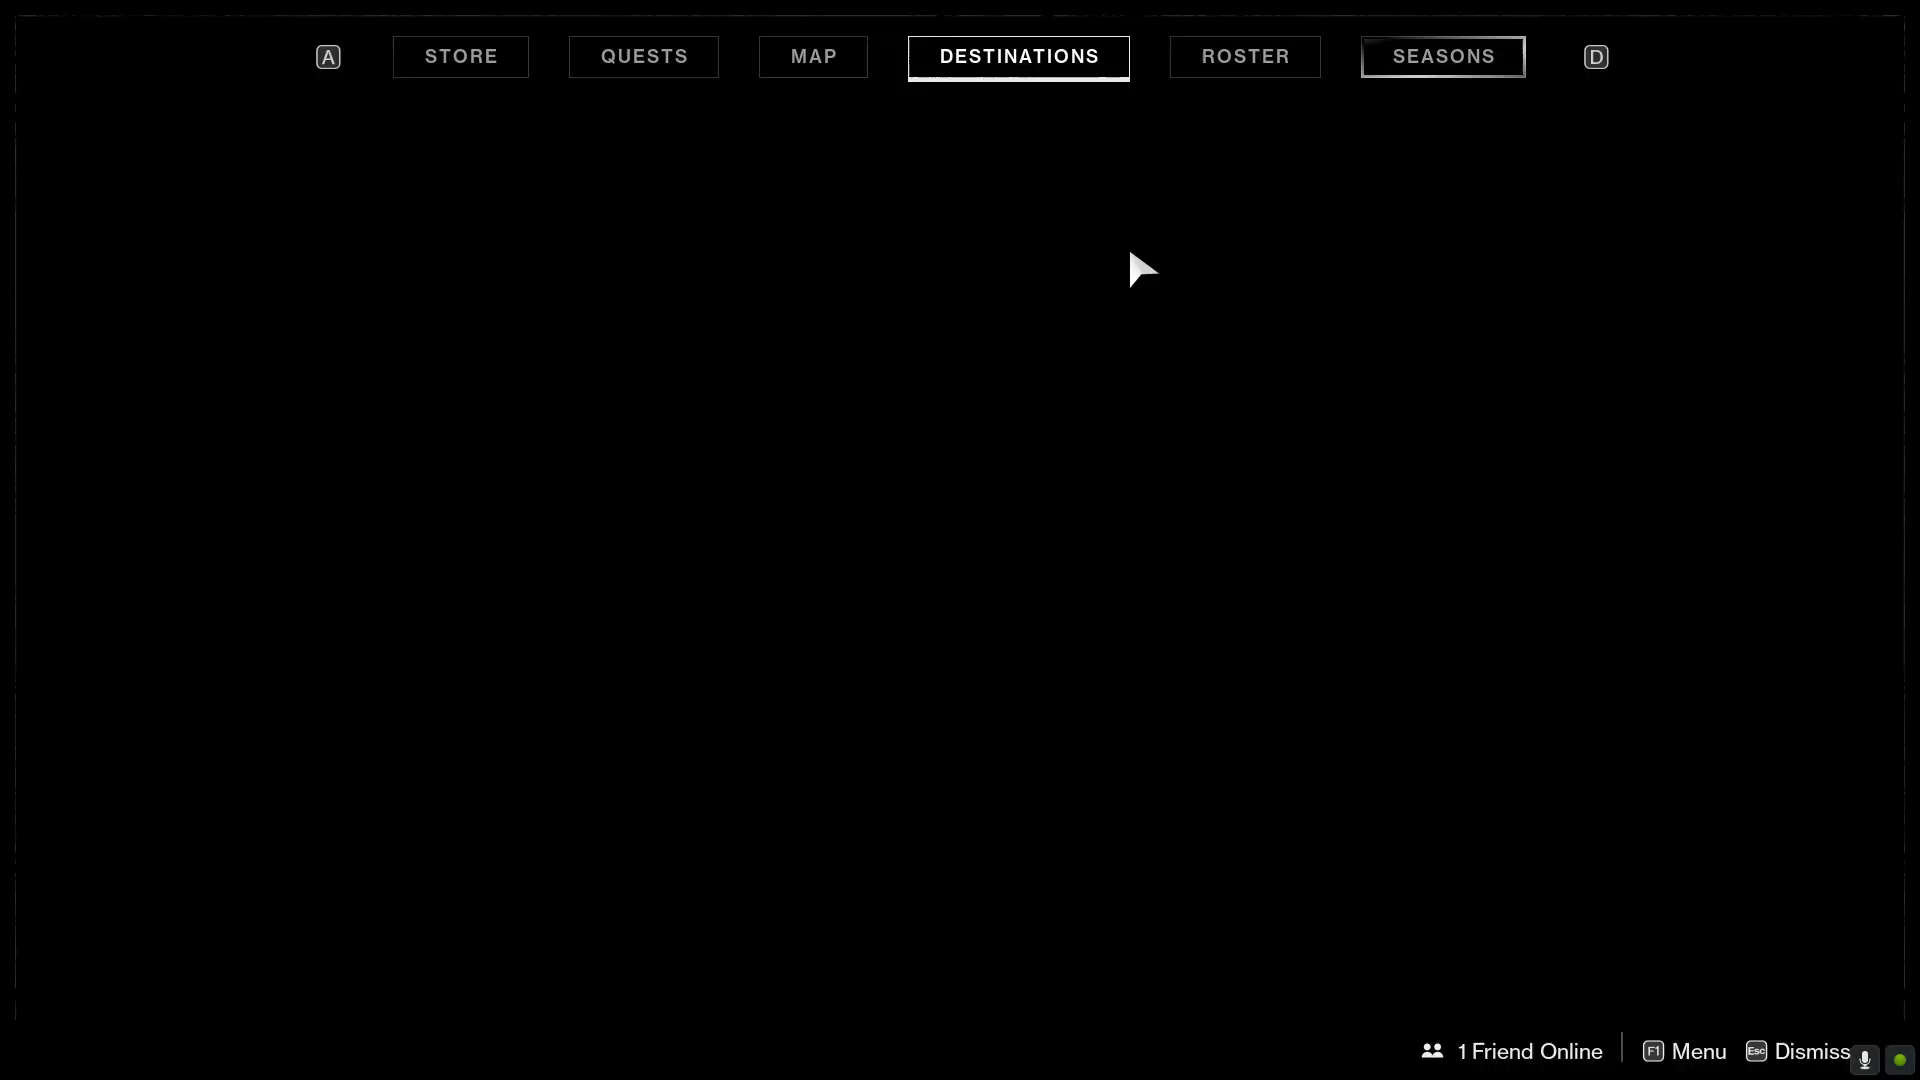 A STORE QUESTS MAP DESTINATIONS ROSTER SEASONS D
1 Friend Online F1 Menu Esc Dismiss